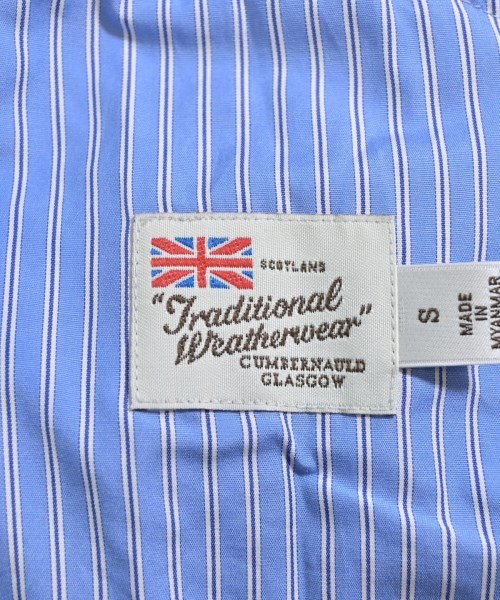 SCOTLAND
"Traditional
Weatherwear"
CUMBERNAULD
GLASGOW
S
MADE
IN
MYANMAR